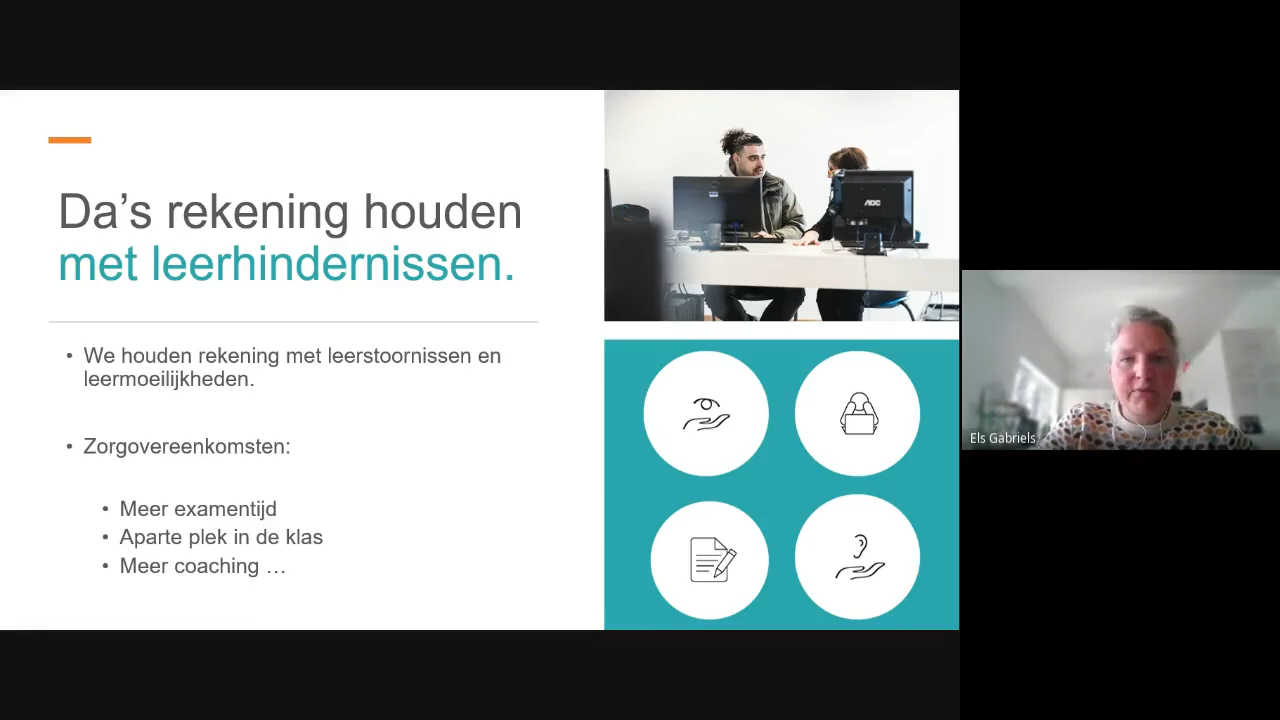 Da's rekening houden
met leerhindernissen.
• We houden rekening met leerstoornissen en
leermoeilijkheden.
• Zorgovereenkomsten:
• Meer examentijd
• Aparte plek in de klas
• Meer coaching …
AOC
Els Gabriels